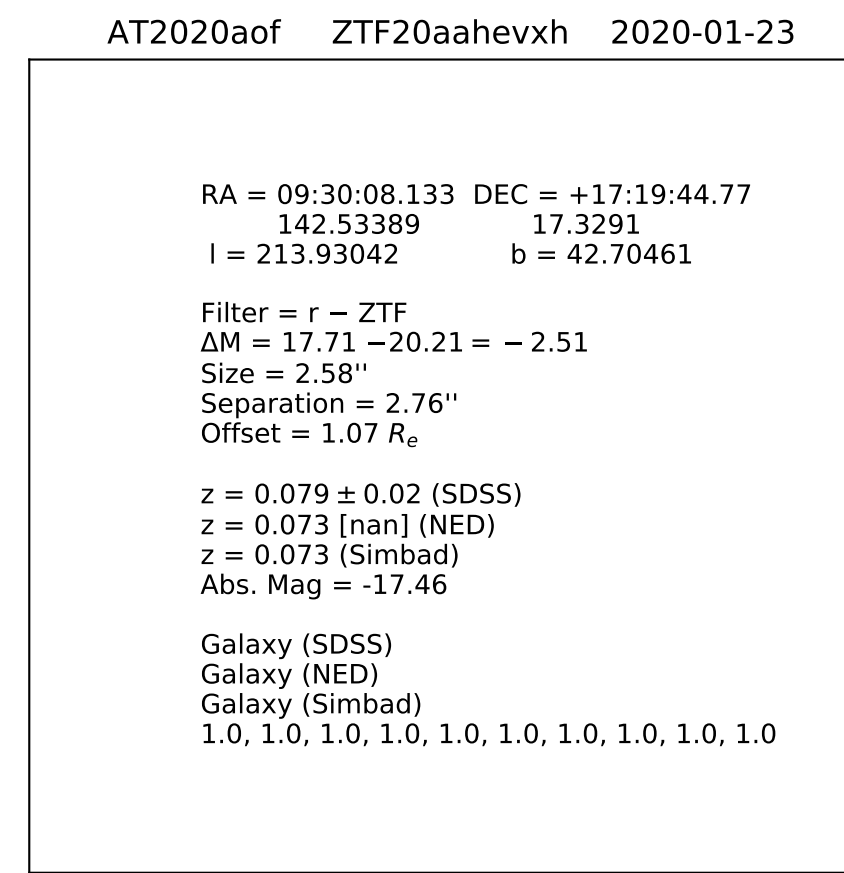 AT2020aof ZTF20aahevxh 2020-01-23
RA = 09:30:08.133 DEC = +17:19:44.77
142.53389 17.3291
l = 213.93042 b = 42.70461
Filter = r − ZTF
ΔM = 17.71 −20.21 = − 2.51
Size = 2.58''
Separation = 2.76''
Offset = 1.07 Re
z = 0.079 ± 0.02 (SDSS)
z = 0.073 [nan] (NED)
z = 0.073 (Simbad)
Abs. Mag = -17.46
Galaxy (SDSS)
Galaxy (NED)
Galaxy (Simbad)
1.0, 1.0, 1.0, 1.0, 1.0, 1.0, 1.0, 1.0, 1.0, 1.0